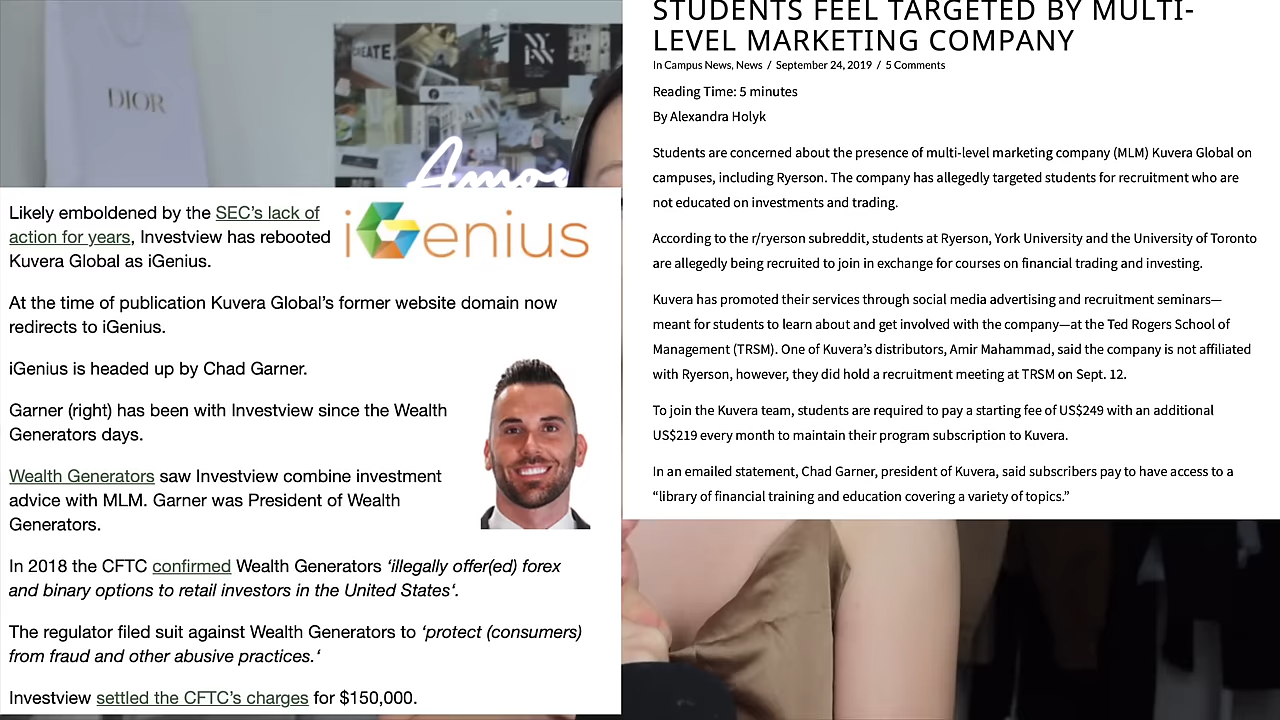 DIOR
CREATE.
Likely emboldened by the SEC's lack of
action for years, Investview has rebooted
Kuvera Global as iGenius.
iGenius
At the time of publication Kuvera Global's former website domain now
redirects to iGenius.
iGenius is headed up by Chad Garner.
Garner (right) has been with Investview since the Wealth
Generators days.
Wealth Generators saw Investview combine investment
advice with MLM. Garner was President of Wealth
Generators.
In 2018 the CFTC confirmed Wealth Generators ‘illegally offer(ed) forex
and binary options to retail investors in the United States‘.
The regulator filed suit against Wealth Generators to ‘protect (consumers)
from fraud and other abusive practices.‘
Investview settled the CFTC's charges for $150,000.
STUDENTS FEEL TARGETED BY MULTI-
LEVEL MARKETING COMPANY
In Campus News, News / September 24, 2019 / 5 Comments
Reading Time: 5 minutes
By Alexandra Holyk
Students are concerned about the presence of multi-level marketing company (MLM) Kuvera Global on
campuses, including Ryerson. The company has allegedly targeted students for recruitment who are
not educated on investments and trading.
According to the r/ryerson subreddit, students at Ryerson, York University and the University of Toronto
are allegedly being recruited to join in exchange for courses on financial trading and investing.
Kuvera has promoted their services through social media advertising and recruitment seminars—
meant for students to learn about and get involved with the company—at the Ted Rogers School of
Management (TRSM). One of Kuvera's distributors, Amir Mahammad, said the company is not affiliated
with Ryerson, however, they did hold a recruitment meeting at TRSM on Sept. 12.
To join the Kuvera team, students are required to pay a starting fee of US$249 with an additional
US$219 every month to maintain their program subscription to Kuvera.
In an emailed statement, Chad Garner, president of Kuvera, said subscribers pay to have access to a
“library of financial training and education covering a variety of topics.”